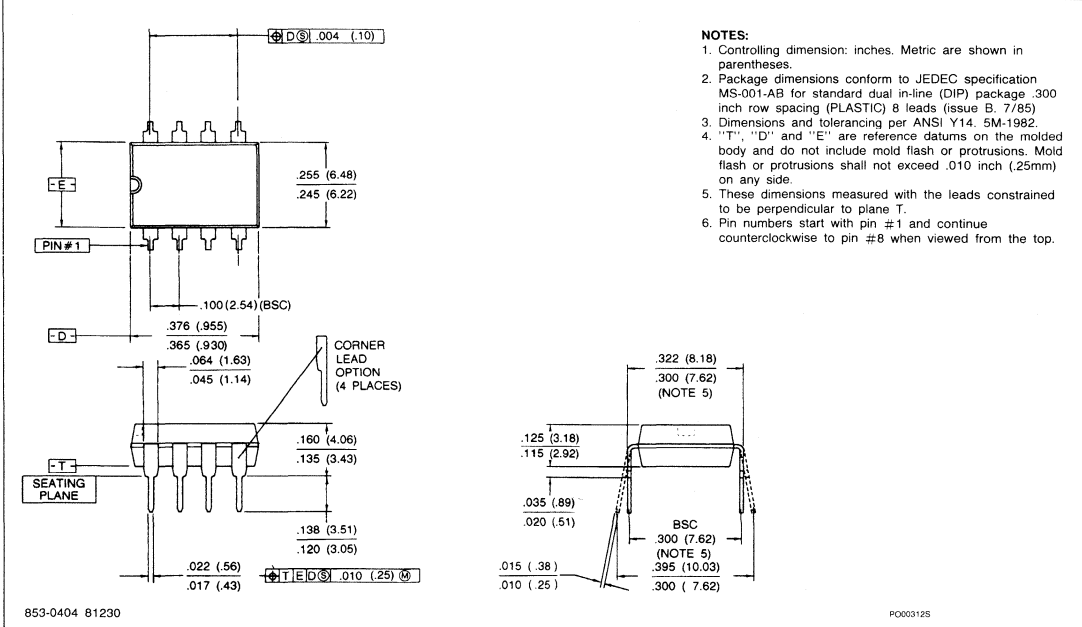 ⌖ D Ⓢ .004 (.10)
- E -
.255 (6.48)
.245 (6.22)
PIN #1
.100 (2.54) (BSC)
- D -
.376 (.955)
.365 (.930)
.064 (1.63)
.045 (1.14)
CORNER
LEAD
OPTION
(4 PLACES)
.160 (4.06)
.135 (3.43)
- T -
SEATING
PLANE
.138 (3.51)
.120 (3.05)
.022 (.56)
.017 (.43)
⌖ T E D Ⓢ .010 (.25) Ⓜ
853-0404 81230
NOTES:
1. Controlling dimension: inches. Metric are shown in
parentheses.
2. Package dimensions conform to JEDEC specification
MS-001-AB for standard dual in-line (DIP) package .300
inch row spacing (PLASTIC) 8 leads (issue B. 7/85)
3. Dimensions and tolerancing per ANSI Y14. 5M-1982.
4. "T", "D" and "E" are reference datums on the molded
body and do not include mold flash or protrusions. Mold
flash or protrusions shall not exceed .010 inch (.25mm)
on any side.
5. These dimensions measured with the leads constrained
to be perpendicular to plane T.
6. Pin numbers start with pin #1 and continue
counterclockwise to pin #8 when viewed from the top.
.322 (8.18)
.300 (7.62)
(NOTE 5)
.125 (3.18)
.115 (2.92)
.035 (.89)
.020 (.51)
BSC
.300 (7.62)
(NOTE 5)
.395 (10.03)
.300 ( 7.62)
.015 ( .38 )
.010 ( .25 )
PO00312S